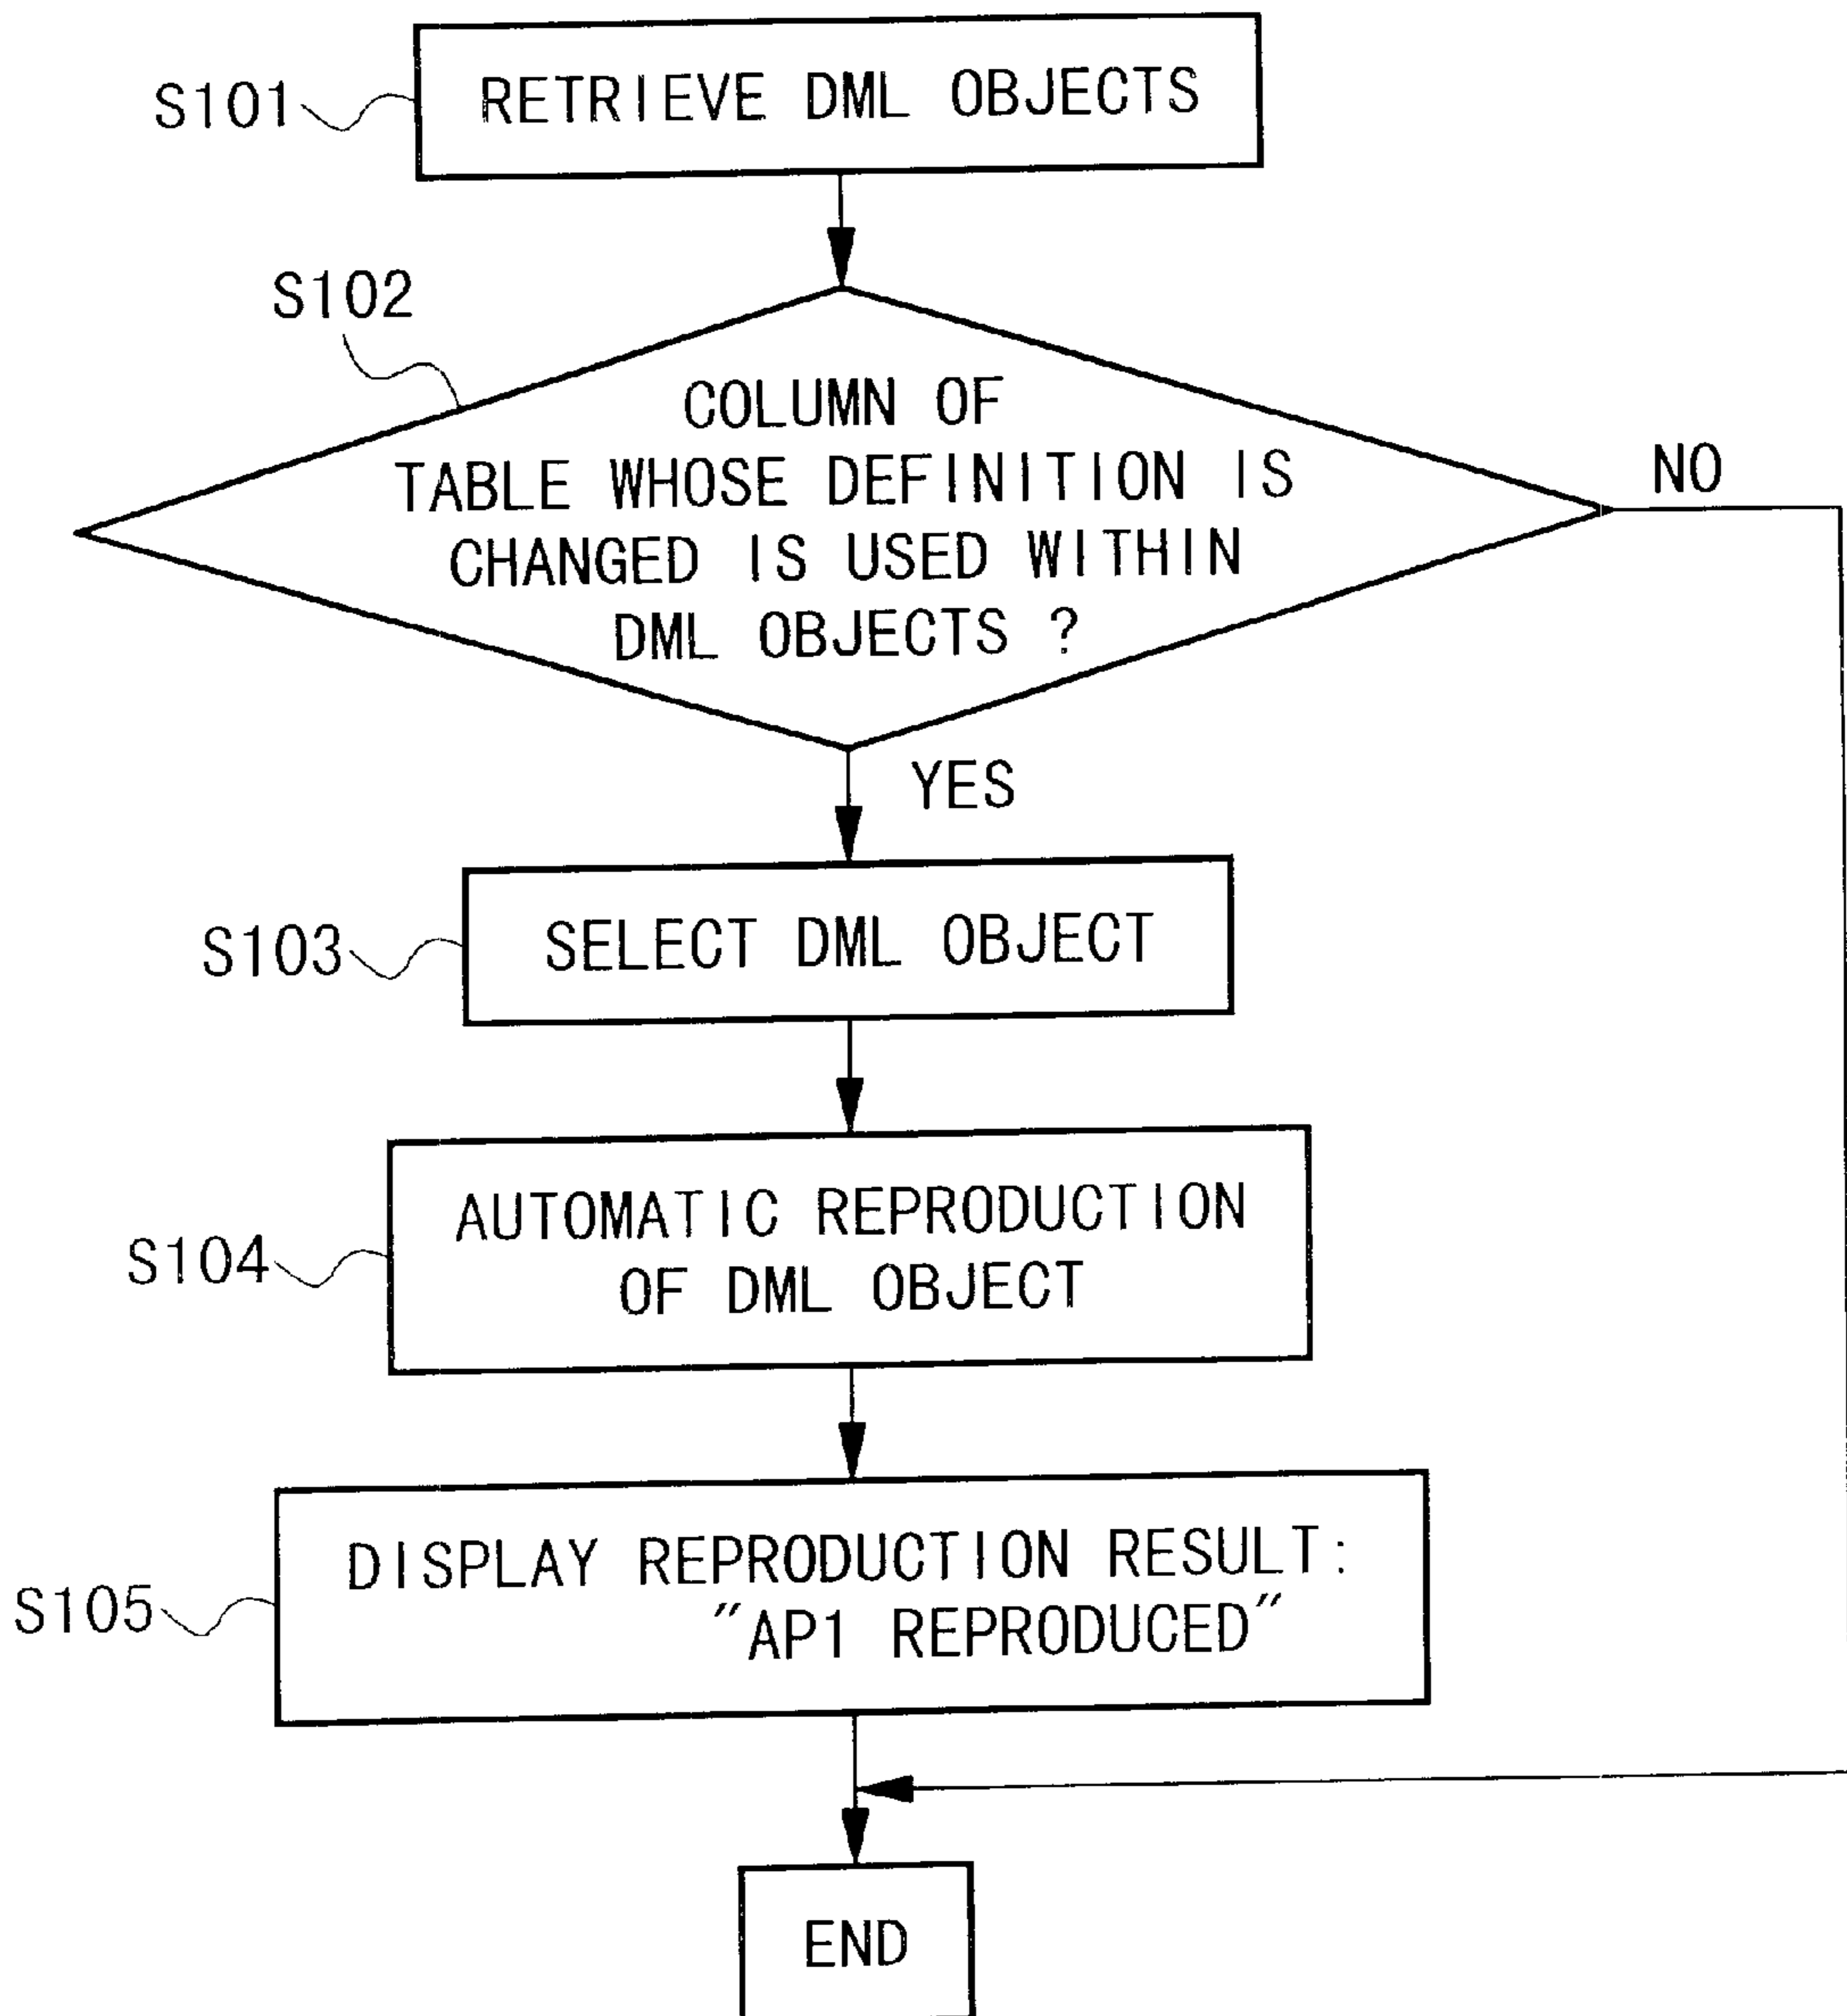 S101
RETRIEVE DML OBJECTS
S102
COLUMN OF
TABLE WHOSE DEFINITION IS
CHANGED IS USED WITHIN
DML OBJECTS ?
NO
YES
S103
SELECT DML OBJECT
S104
AUTOMATIC REPRODUCTION
OF DML OBJECT
S105
DISPLAY REPRODUCTION RESULT:
"AP1 REPRODUCED"
END